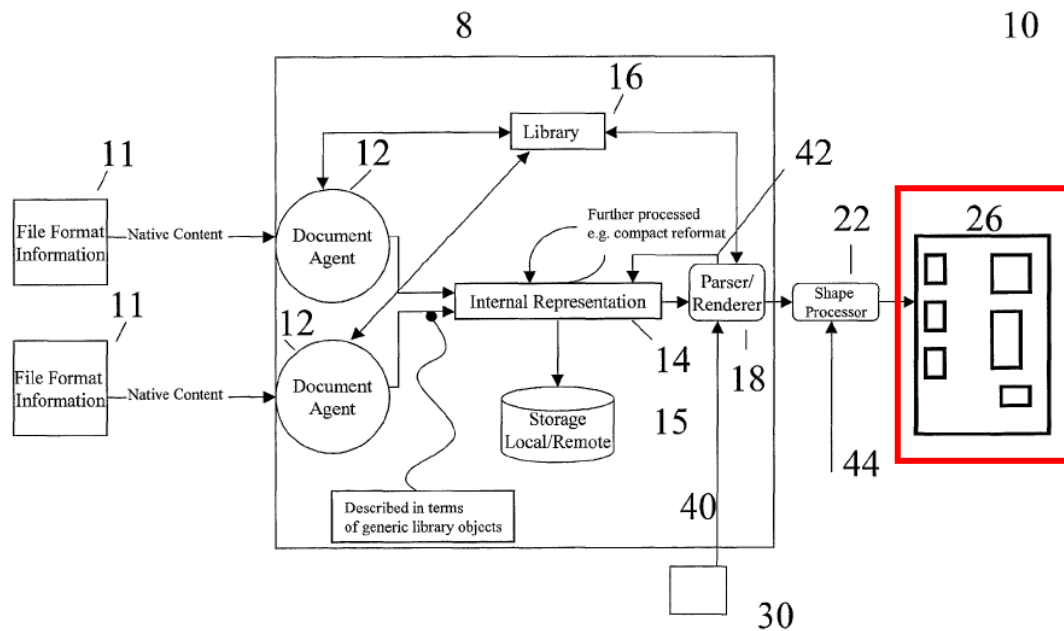 8
10
16
Library
11
12
42
File Format
Information
Native Content
Document
Agent
Further processed
e.g. compact reformat
22
26
Parser/
Renderer
Shape
Processor
11
12
Internal Representation
14
18
File Format
Information
Native Content
Document
Agent
Storage
Local/Remote
15
44
Described in terms
of generic library objects
40
30